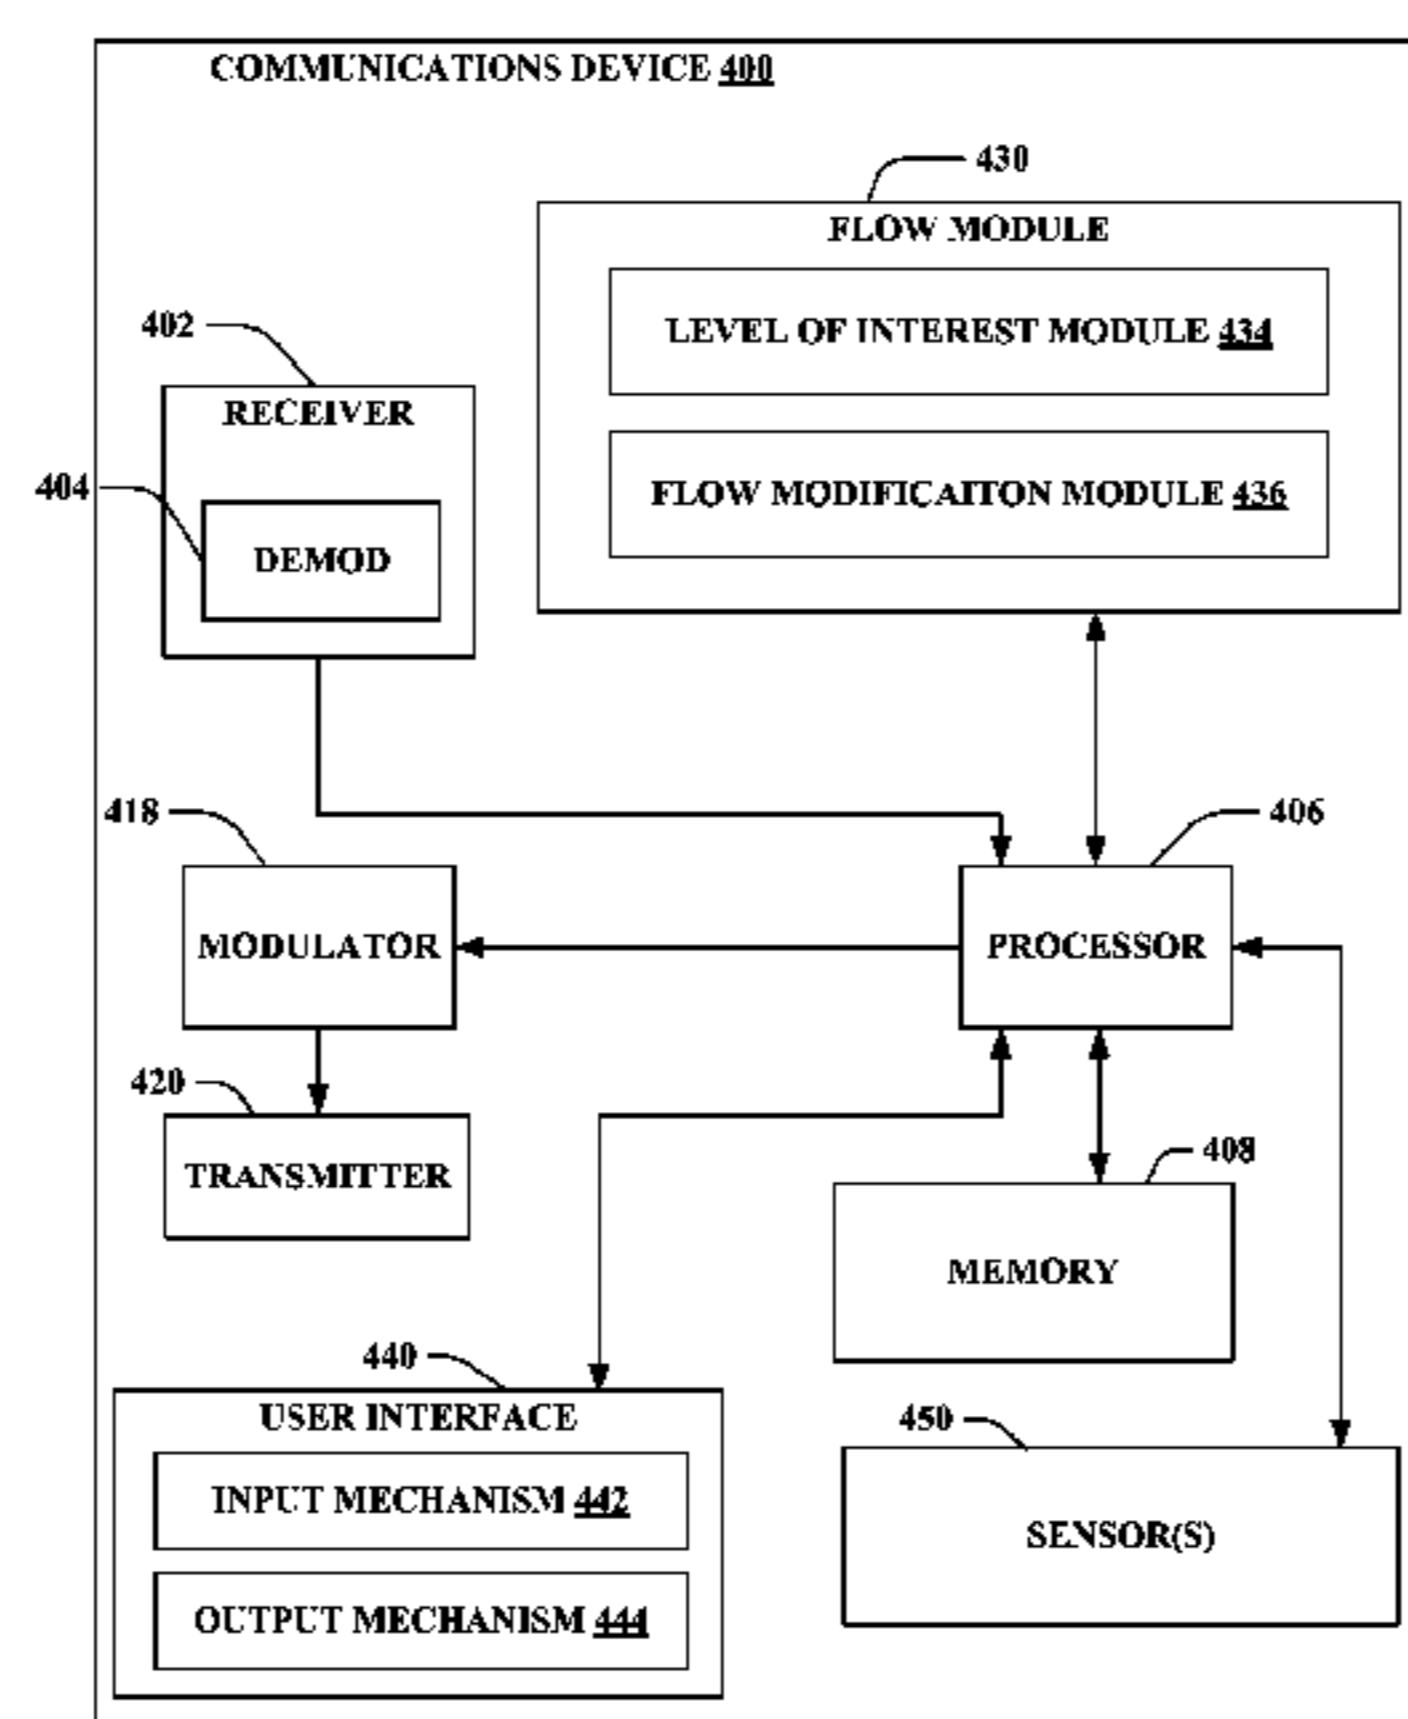 COMMUNICATIONS DEVICE 400
430
FLOW MODULE
LEVEL OF INTEREST MODULE 434
402
RECEIVER
FLOW MODIFICAITON MODULE 436
404
DEMOD
418
406
MODULATOR
PROCESSOR
420
TRANSMITTER
408
MEMORY
440
USER INTERFACE
450
INPUT MECHANISM 442
SENSOR(S)
OUTPUT MECHANISM 444